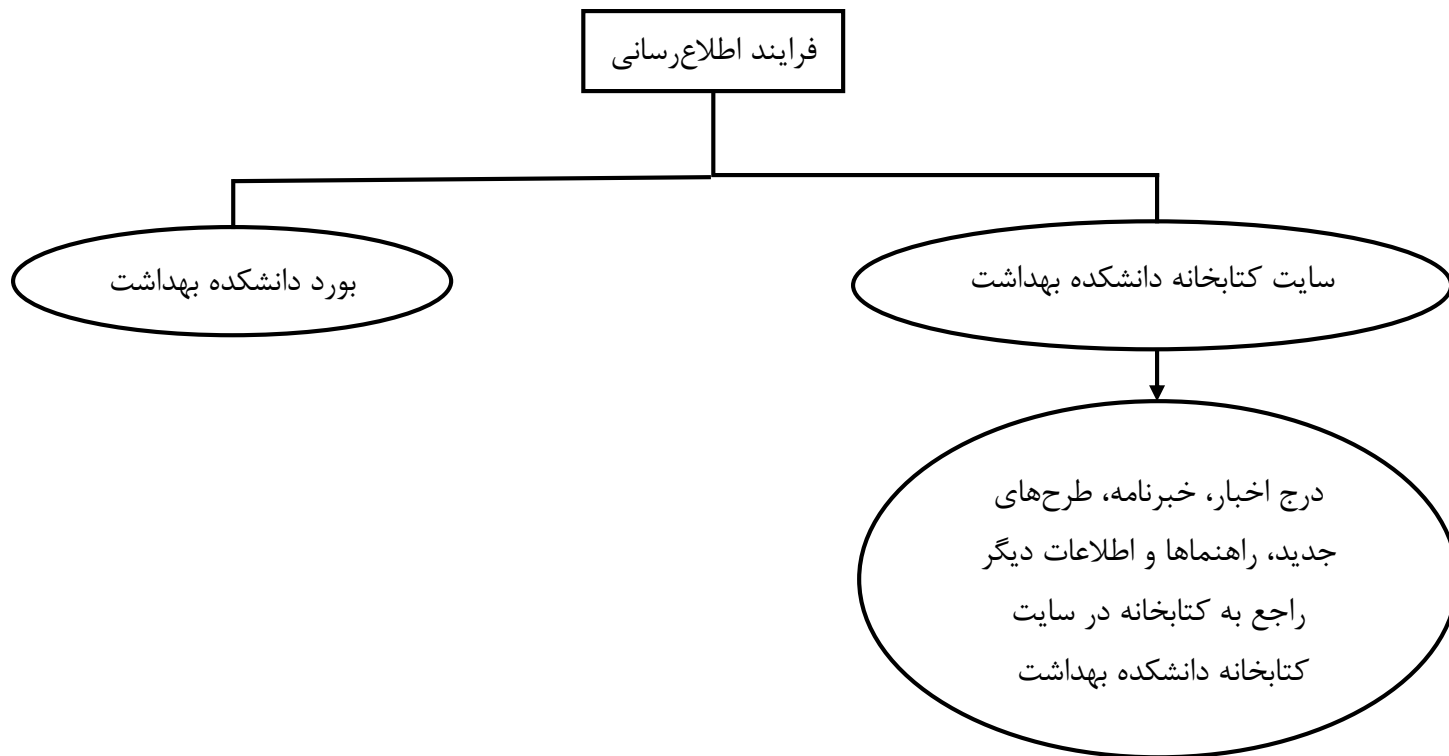 فرایند اطلاع‌رسانی
سایت کتابخانه دانشکده بهداشت
بورد دانشکده بهداشت
درج اخبار، خبرنامه، طرح‌های
جدید، راهنماها و اطلاعات دیگر
راجع به کتابخانه در سایت
کتابخانه دانشکده بهداشت